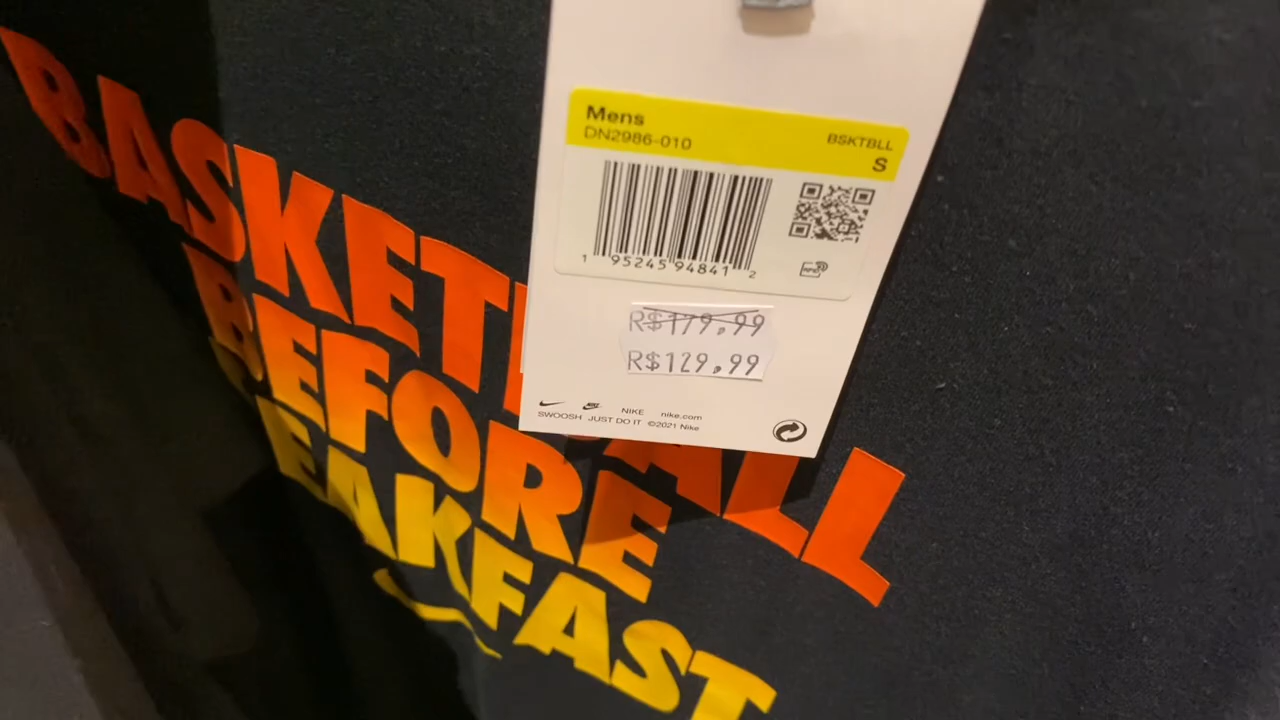 BASKETBALL
BEFORE
BREAKFAST
Mens
DN2986-010
BSKTBLL
S
1 95245 94841 2
R$179,99
R$129,99
NIKE nike.com
SWOOSH JUST DO IT ©2021 Nike